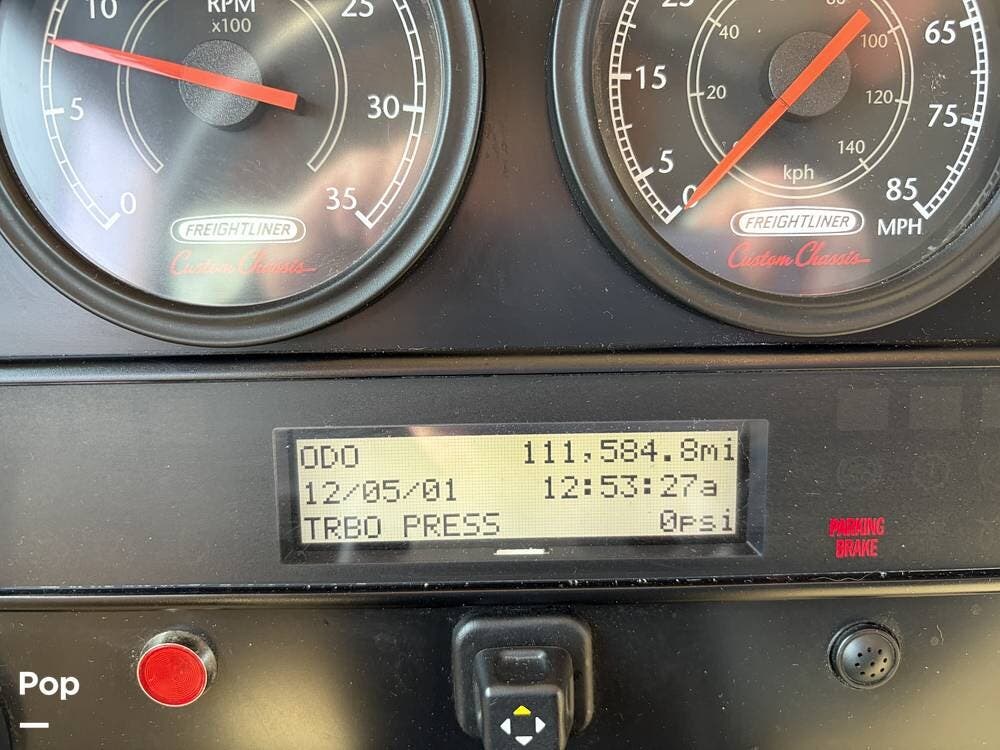 RPM
x100
10
25
5
30
0
35
FREIGHTLINER
Custom Chassis
25
65
40
100
15
20
120
75
5
140
0
kph
85
FREIGHTLINER
MPH
Custom Chassis
ODO 111,584.8mi
12/05/01 12:53:27a
TRBO PRESS 0psi
PARKING
BRAKE
Pop